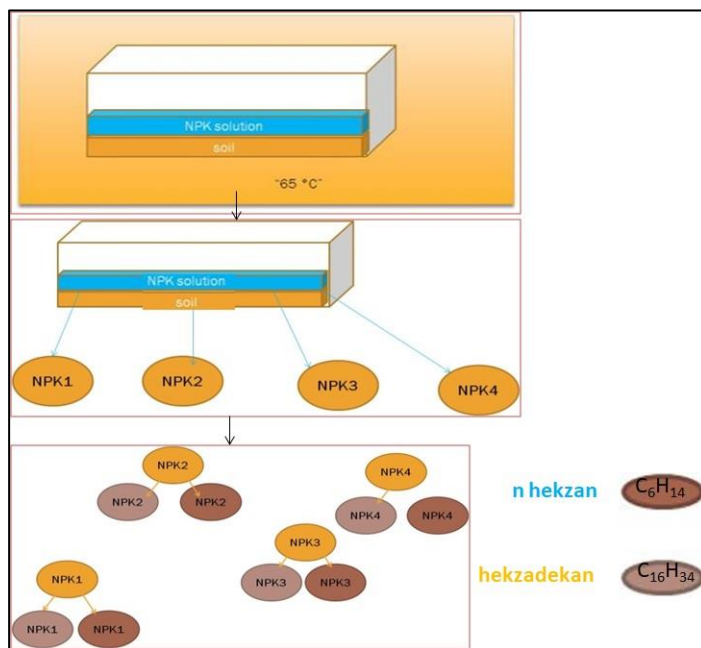 NPK solution
soil
~65 °C~
NPK solution
soil
NPK1
NPK2
NPK3
NPK4
NPK2
NPK2
NPK2
NPK4
NPK4
NPK4
NPK3
NPK3
NPK3
NPK1
NPK1
NPK1
n hekzan
C₆H₁₄
hekzadekan
C₁₆H₃₄